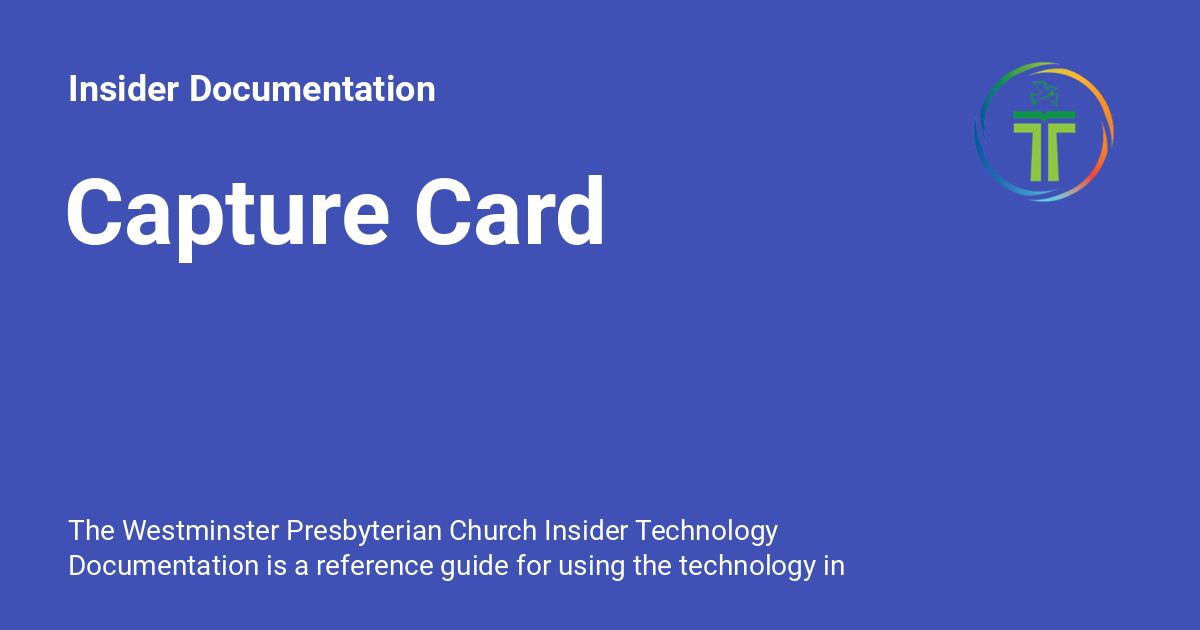 Insider Documentation
Capture Card
The Westminster Presbyterian Church Insider Technology
Documentation is a reference guide for using the technology in